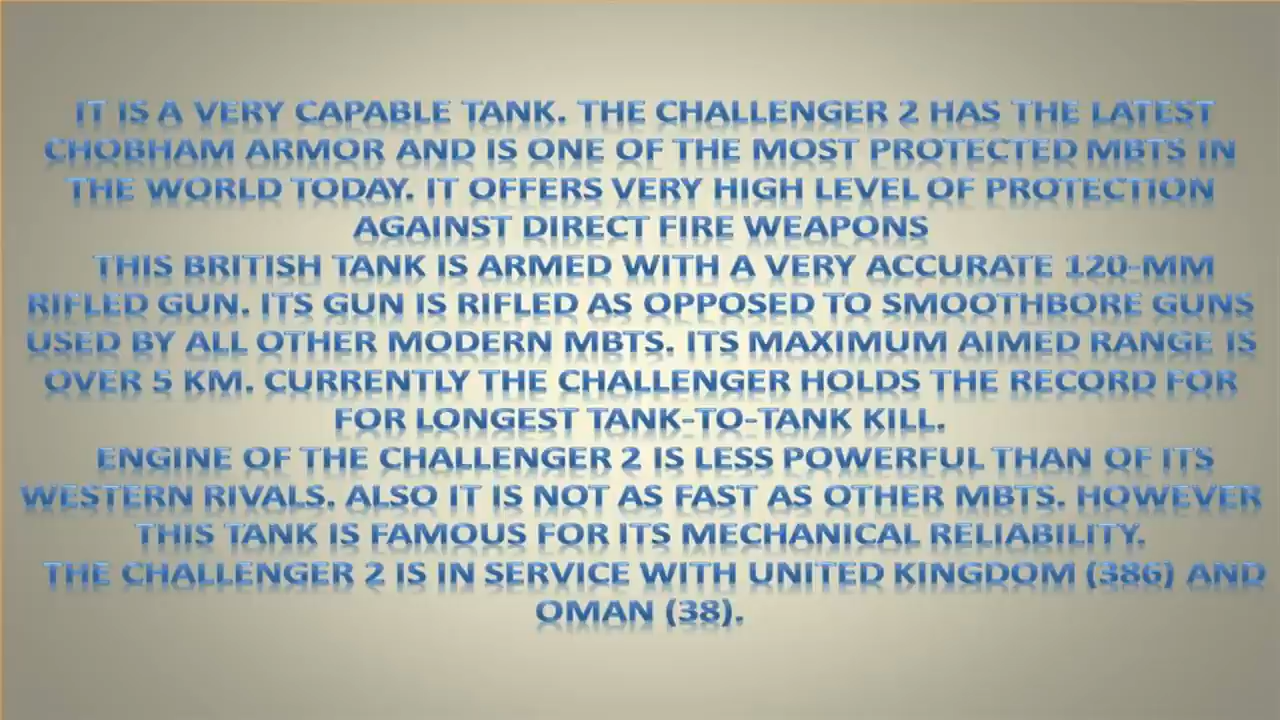 IT IS A VERY CAPABLE TANK. THE CHALLENGER 2 HAS THE LATEST
CHOBHAM ARMOR AND IS ONE OF THE MOST PROTECTED MBTS IN
THE WORLD TODAY. IT OFFERS VERY HIGH LEVEL OF PROTECTION
AGAINST DIRECT FIRE WEAPONS
THIS BRITISH TANK IS ARMED WITH A VERY ACCURATE 120-MM
RIFLED GUN. ITS GUN IS RIFLED AS OPPOSED TO SMOOTHBORE GUNS
USED BY ALL OTHER MODERN MBTS. ITS MAXIMUM AIMED RANGE IS
OVER 5 KM. CURRENTLY THE CHALLENGER HOLDS THE RECORD FOR
FOR LONGEST TANK-TO-TANK KILL.
ENGINE OF THE CHALLENGER 2 IS LESS POWERFUL THAN OF ITS
WESTERN RIVALS. ALSO IT IS NOT AS FAST AS OTHER MBTS. HOWEVER
THIS TANK IS FAMOUS FOR ITS MECHANICAL RELIABILITY.
THE CHALLENGER 2 IS IN SERVICE WITH UNITED KINGDOM (386) AND
OMAN (38).